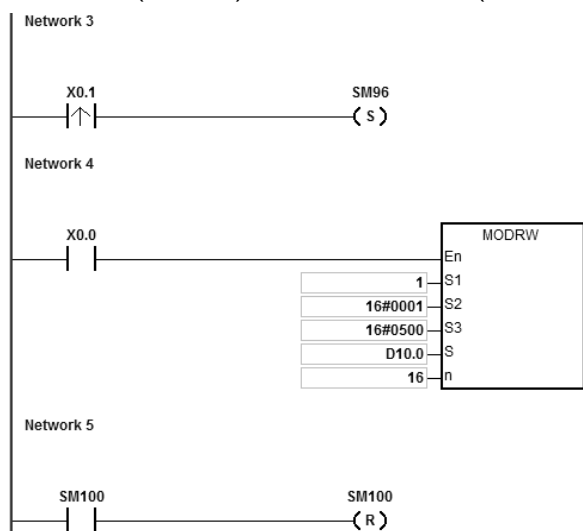 Network 3
X0.1
SM96
S
Network 4
X0.0
MODRW
En
1 S1
16#0001 S2
16#0500 S3
D10.0 S
16 n
Network 5
SM100
SM100
R